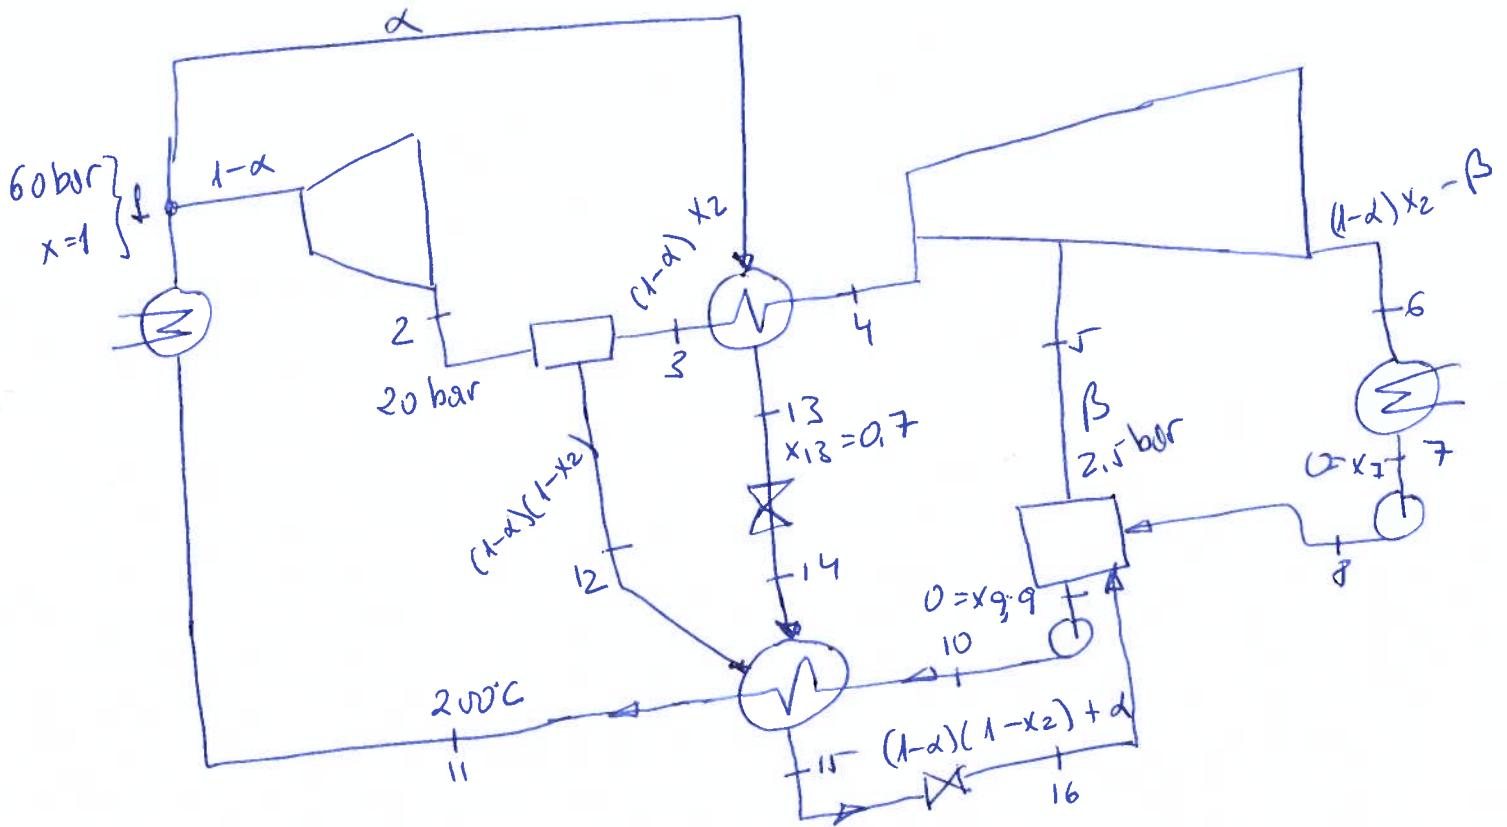 α
60 bar
x=1
1
1-α
2
20 bar
(1-α) x2
3
4
(1-α) x2 - β
5
6
β
2,5 bar
13
x13 = 0,7
(1-α)(1-x2)
12
14
0=x7
7
8
0=x9; 9
10
200°C
11
15
(1-α)(1-x2) + α
16